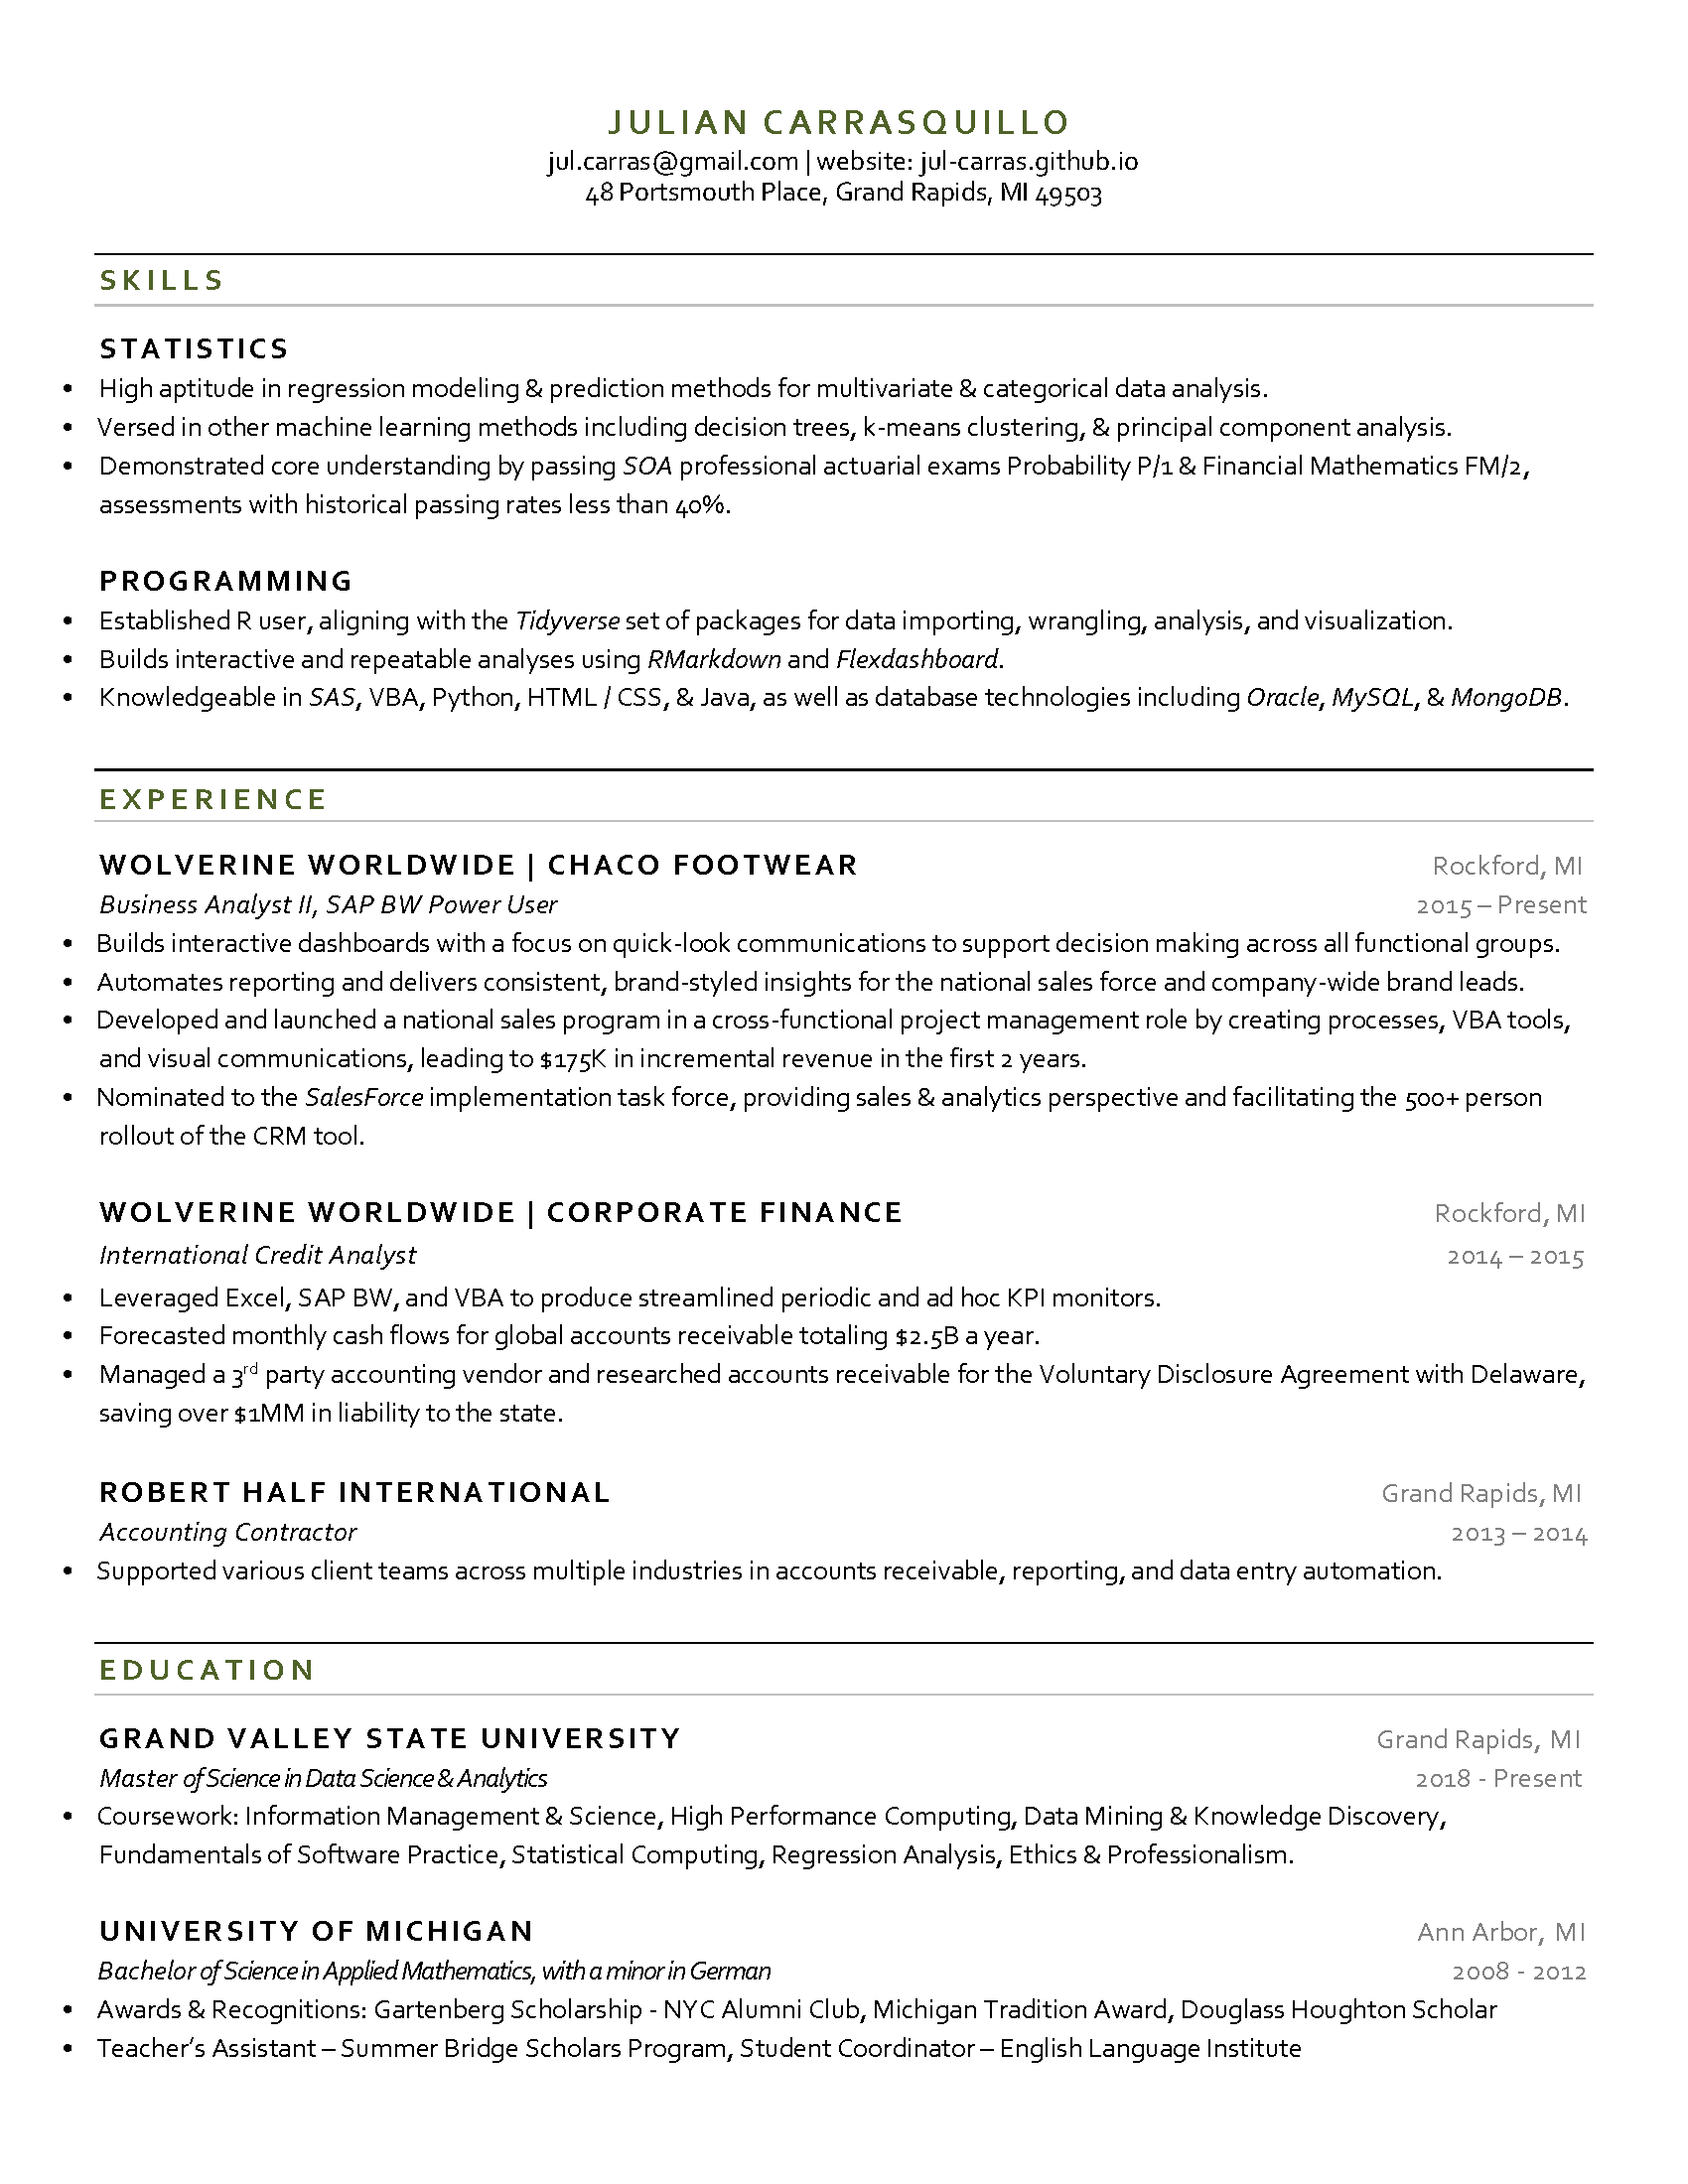 JULIAN CARRASQUILLO
jul.carras@gmail.com | website: jul-carras.github.io
48 Portsmouth Place, Grand Rapids, MI 49503
SKILLS
STATISTICS
• High aptitude in regression modeling & prediction methods for multivariate & categorical data analysis.
• Versed in other machine learning methods including decision trees, k-means clustering, & principal component analysis.
• Demonstrated core understanding by passing SOA professional actuarial exams Probability P/1 & Financial Mathematics FM/2,
assessments with historical passing rates less than 40%.
PROGRAMMING
• Established R user, aligning with the Tidyverse set of packages for data importing, wrangling, analysis, and visualization.
• Builds interactive and repeatable analyses using RMarkdown and Flexdashboard.
• Knowledgeable in SAS, VBA, Python, HTML / CSS, & Java, as well as database technologies including Oracle, MySQL, & MongoDB.
EXPERIENCE
WOLVERINE WORLDWIDE | CHACO FOOTWEAR Rockford, MI
Business Analyst II, SAP BW Power User 2015 – Present
• Builds interactive dashboards with a focus on quick-look communications to support decision making across all functional groups.
• Automates reporting and delivers consistent, brand-styled insights for the national sales force and company-wide brand leads.
• Developed and launched a national sales program in a cross-functional project management role by creating processes, VBA tools,
and visual communications, leading to $175K in incremental revenue in the first 2 years.
• Nominated to the SalesForce implementation task force, providing sales & analytics perspective and facilitating the 500+ person
rollout of the CRM tool.
WOLVERINE WORLDWIDE | CORPORATE FINANCE Rockford, MI
International Credit Analyst 2014 – 2015
• Leveraged Excel, SAP BW, and VBA to produce streamlined periodic and ad hoc KPI monitors.
• Forecasted monthly cash flows for global accounts receivable totaling $2.5B a year.
• Managed a 3rd party accounting vendor and researched accounts receivable for the Voluntary Disclosure Agreement with Delaware,
saving over $1MM in liability to the state.
ROBERT HALF INTERNATIONAL Grand Rapids, MI
Accounting Contractor 2013 – 2014
• Supported various client teams across multiple industries in accounts receivable, reporting, and data entry automation.
EDUCATION
GRAND VALLEY STATE UNIVERSITY Grand Rapids, MI
Master of Science in Data Science & Analytics 2018 - Present
• Coursework: Information Management & Science, High Performance Computing, Data Mining & Knowledge Discovery,
Fundamentals of Software Practice, Statistical Computing, Regression Analysis, Ethics & Professionalism.
UNIVERSITY OF MICHIGAN Ann Arbor, MI
Bachelor of Science in Applied Mathematics, with a minor in German 2008 - 2012
• Awards & Recognitions: Gartenberg Scholarship - NYC Alumni Club, Michigan Tradition Award, Douglass Houghton Scholar
• Teacher’s Assistant – Summer Bridge Scholars Program, Student Coordinator – English Language Institute